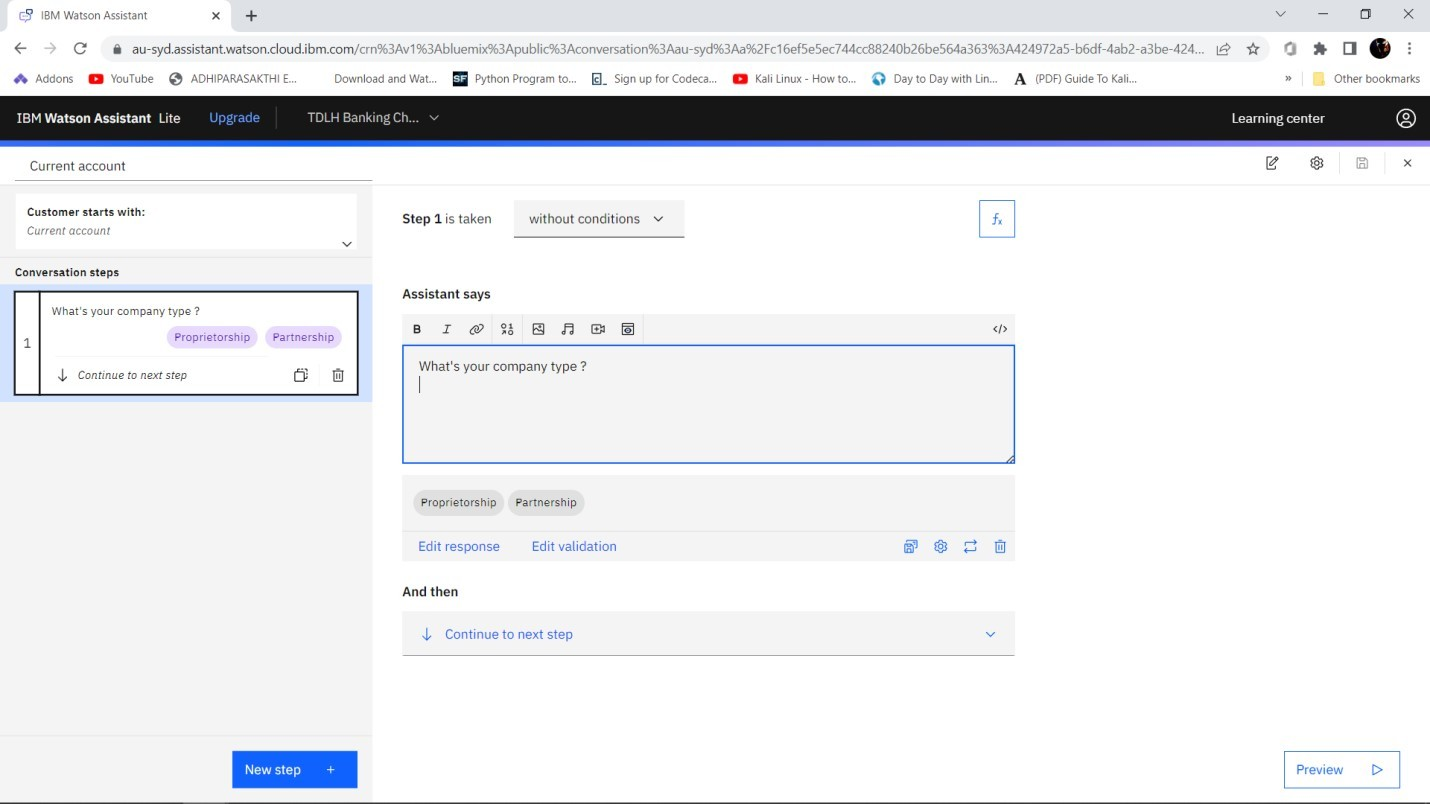 IBM Watson Assistant
au-syd.assistant.watson.cloud.ibm.com/crn%3Av1%3Abluemix%3Apublic%3Aconversation%3Aau-syd%3Aa%2Fc16ef5e5ec744cc88240b26be564a363%3A424972a5-b6df-4ab2-a3be-424...
Addons YouTube ADHIPARASAKTHI E... Download and Wat... SF Python Program to... Sign up for Codeca... Kali Linux - How to... Day to Day with Lin... A (PDF) Guide To Kali... » Other bookmarks
IBM Watson Assistant Lite Upgrade TDLH Banking Ch... Learning center
Current account
Customer starts with:
Current account
Conversation steps
1
What's your company type ?
Proprietorship Partnership
Continue to next step
New step +
Step 1 is taken without conditions fx
Assistant says
B I </>
What's your company type ?
Proprietorship Partnership
Edit response Edit validation
And then
Continue to next step
Preview